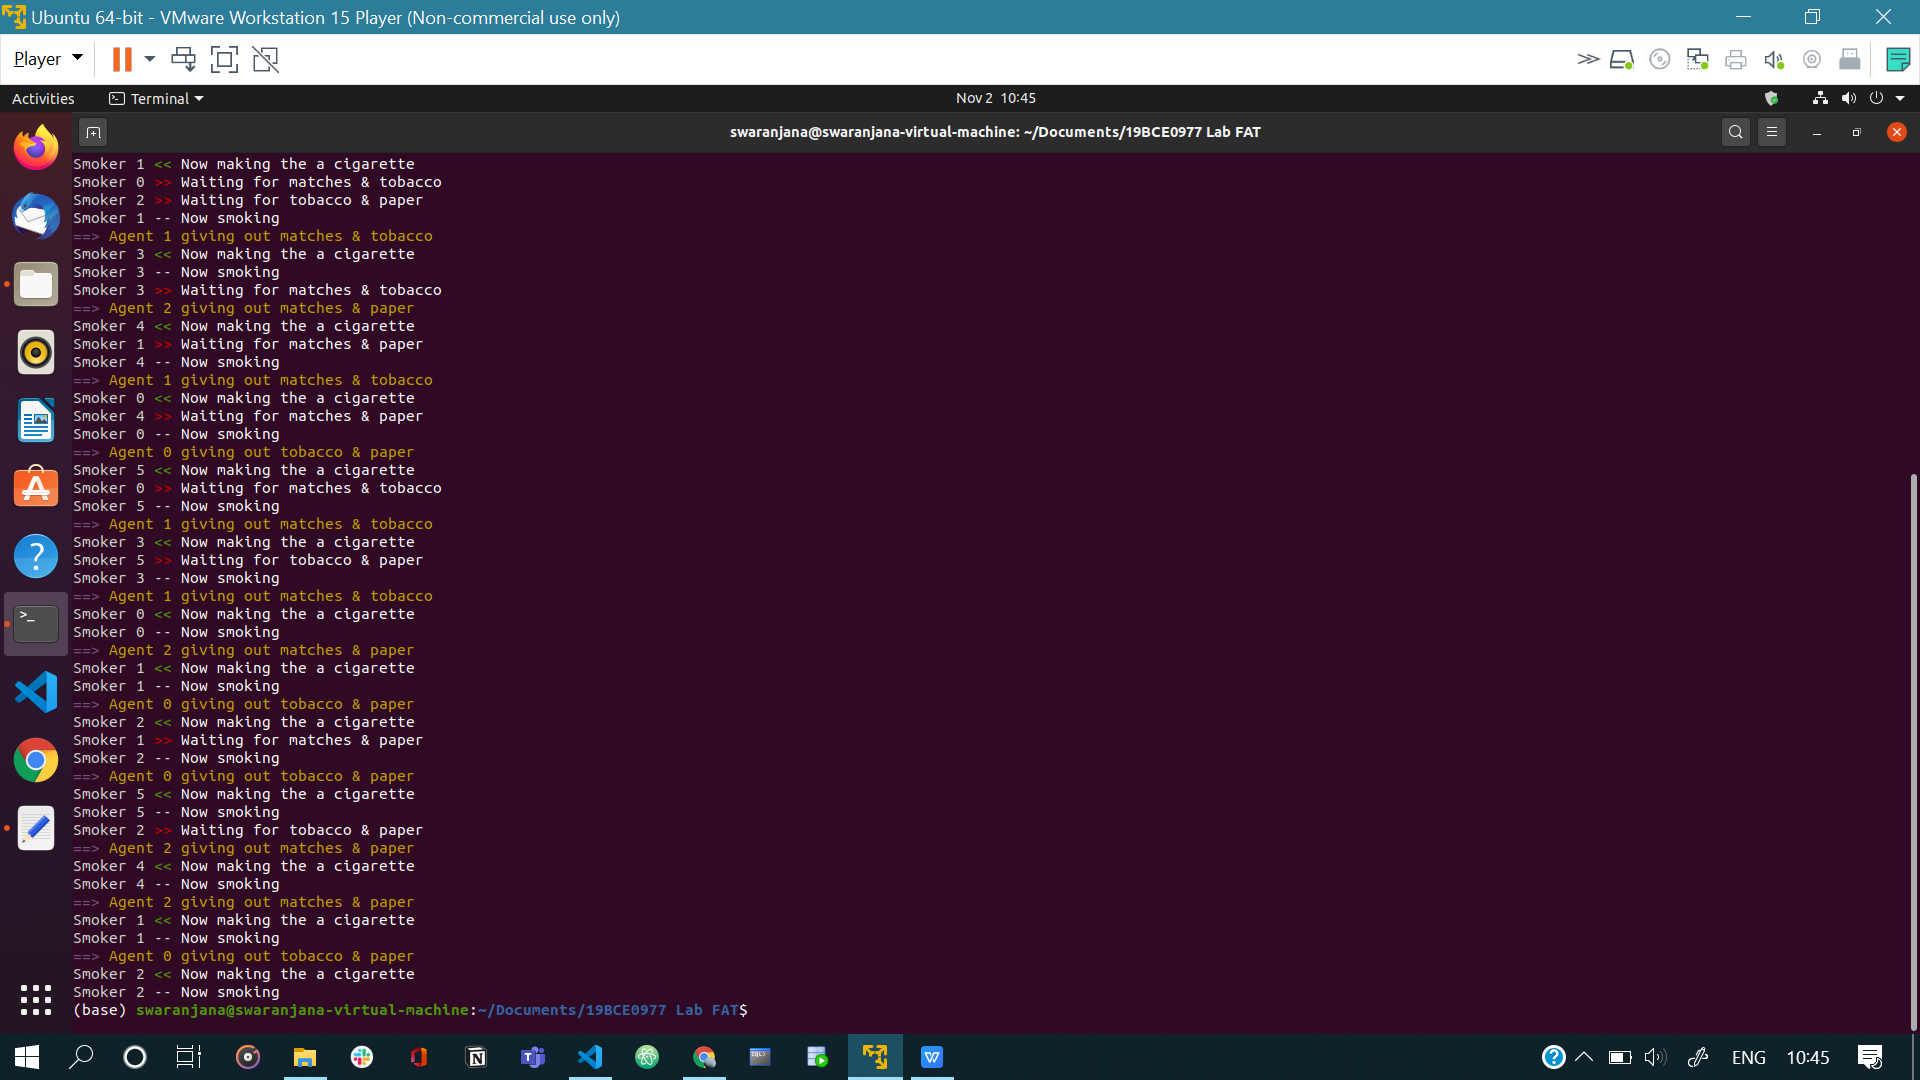 Ubuntu 64-bit - VMware Workstation 15 Player (Non-commercial use only)
Player
Activities
Terminal
Nov 2 10:45
swaranjana@swaranjana-virtual-machine: ~/Documents/19BCE0977 Lab FAT
Smoker 1 << Now making the a cigarette
Smoker 0 >> Waiting for matches & tobacco
Smoker 2 >> Waiting for tobacco & paper
Smoker 1 -- Now smoking
==> Agent 1 giving out matches & tobacco
Smoker 3 << Now making the a cigarette
Smoker 3 -- Now smoking
Smoker 3 >> Waiting for matches & tobacco
==> Agent 2 giving out matches & paper
Smoker 4 << Now making the a cigarette
Smoker 1 >> Waiting for matches & paper
Smoker 4 -- Now smoking
==> Agent 1 giving out matches & tobacco
Smoker 0 << Now making the a cigarette
Smoker 4 >> Waiting for matches & paper
Smoker 0 -- Now smoking
==> Agent 0 giving out tobacco & paper
Smoker 5 << Now making the a cigarette
Smoker 0 >> Waiting for matches & tobacco
Smoker 5 -- Now smoking
==> Agent 1 giving out matches & tobacco
Smoker 3 << Now making the a cigarette
Smoker 5 >> Waiting for tobacco & paper
Smoker 3 -- Now smoking
==> Agent 1 giving out matches & tobacco
Smoker 0 << Now making the a cigarette
Smoker 0 -- Now smoking
==> Agent 2 giving out matches & paper
Smoker 1 << Now making the a cigarette
Smoker 1 -- Now smoking
==> Agent 0 giving out tobacco & paper
Smoker 2 << Now making the a cigarette
Smoker 1 >> Waiting for matches & paper
Smoker 2 -- Now smoking
==> Agent 0 giving out tobacco & paper
Smoker 5 << Now making the a cigarette
Smoker 5 -- Now smoking
Smoker 2 >> Waiting for tobacco & paper
==> Agent 2 giving out matches & paper
Smoker 4 << Now making the a cigarette
Smoker 4 -- Now smoking
==> Agent 2 giving out matches & paper
Smoker 1 << Now making the a cigarette
Smoker 1 -- Now smoking
==> Agent 0 giving out tobacco & paper
Smoker 2 << Now making the a cigarette
Smoker 2 -- Now smoking
(base) swaranjana@swaranjana-virtual-machine:~/Documents/19BCE0977 Lab FAT$
ENG
10:45